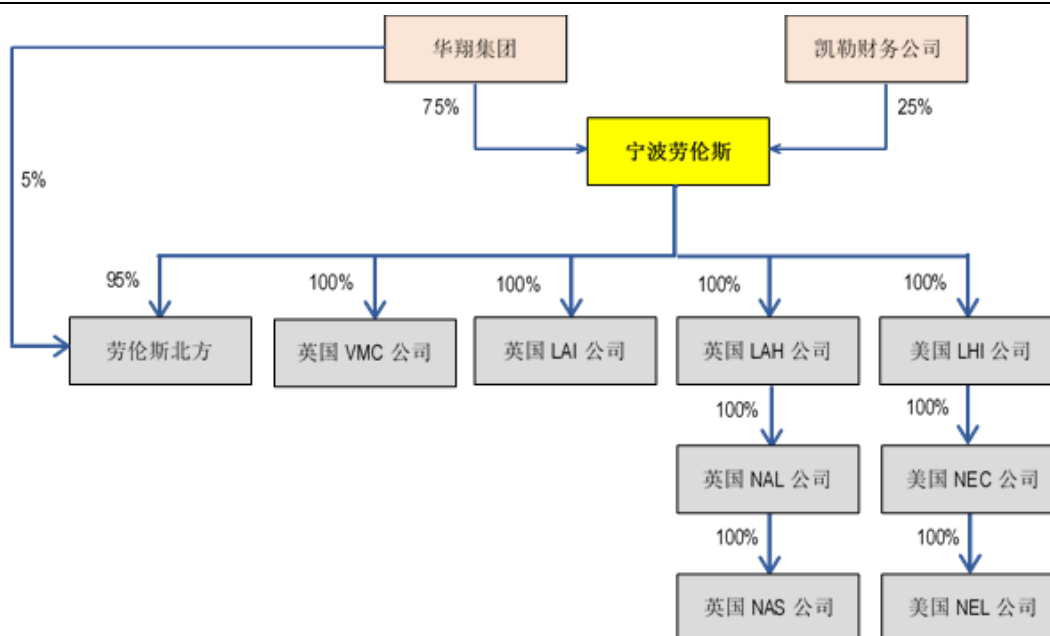 华翔集团
凯勒财务公司
75%
25%
宁波劳伦斯
5%
95%
100%
100%
100%
100%
劳伦斯北方
英国 VMC 公司
英国 LAI 公司
英国 LAH 公司
美国 LHI 公司
100%
100%
英国 NAL 公司
美国 NEC 公司
100%
100%
英国 NAS 公司
美国 NEL 公司